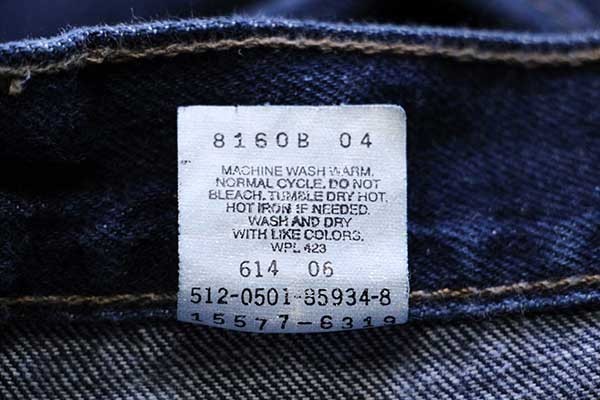 8160B 04
MACHINE WASH WARM.
NORMAL CYCLE. DO NOT
BLEACH. TUMBLE DRY HOT.
HOT IRON IF NEEDED.
WASH AND DRY
WITH LIKE COLORS.
WPL 423
614 06
512-0501-85934-8
15577-6319